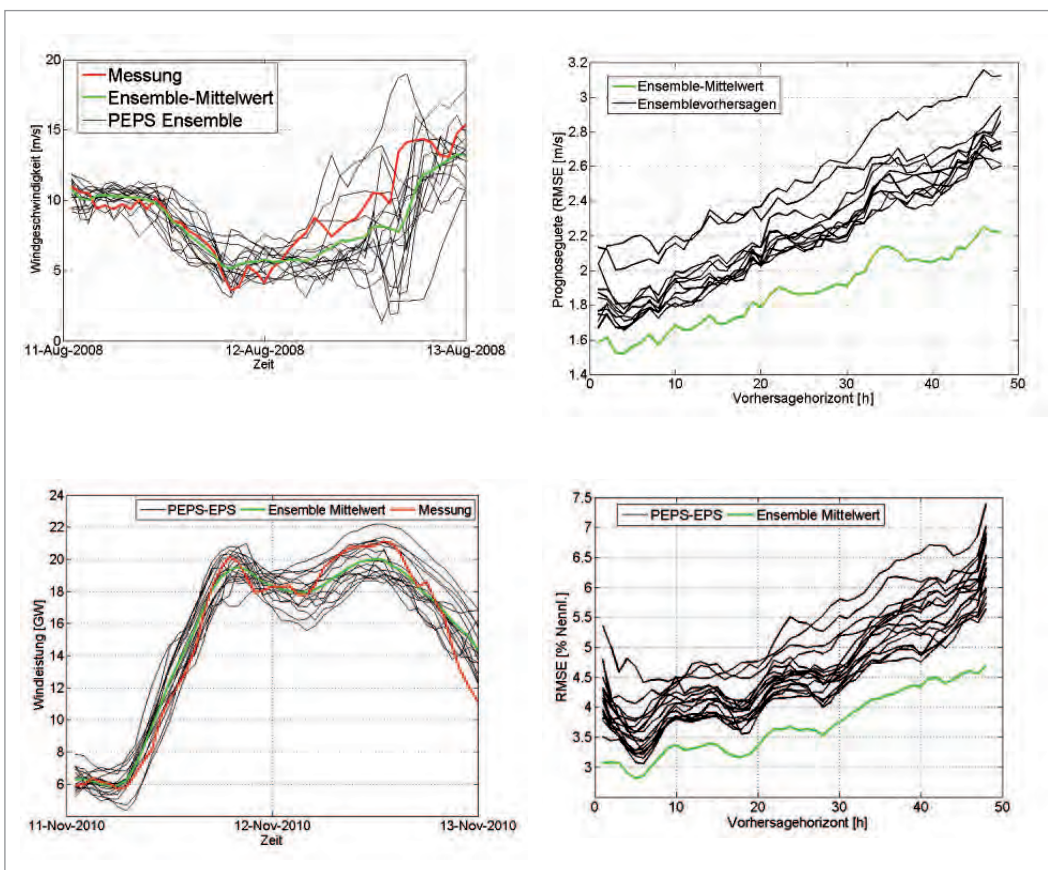 20
15
10
5
0
Windgeschwindigkeit [m/s]
Messung
Ensemble-Mittelwert
PEPS Ensemble
11-Aug-2008
12-Aug-2008
13-Aug-2008
Zeit
3.2
3
2.8
2.6
2.4
2.2
2
1.8
1.6
1.4
Prognoseguete (RMSE [m/s]
Ensemble-Mittelwert
Ensemblevorhersagen
0
10
20
30
40
50
Vorhersagehorizont [h]
24
22
20
18
16
14
12
10
8
6
Windleistung [GW]
PEPS-EPS
Ensemble Mittelwert
Messung
11-Nov-2010
12-Nov-2010
13-Nov-2010
Zeit
7.5
7
6.5
6
5.5
5
4.5
4
3.5
3
RMSE [% Nennl.]
PEPS-EPS
Ensemble Mittelwert
0
10
20
30
40
50
Vorhersagehorizont [h]